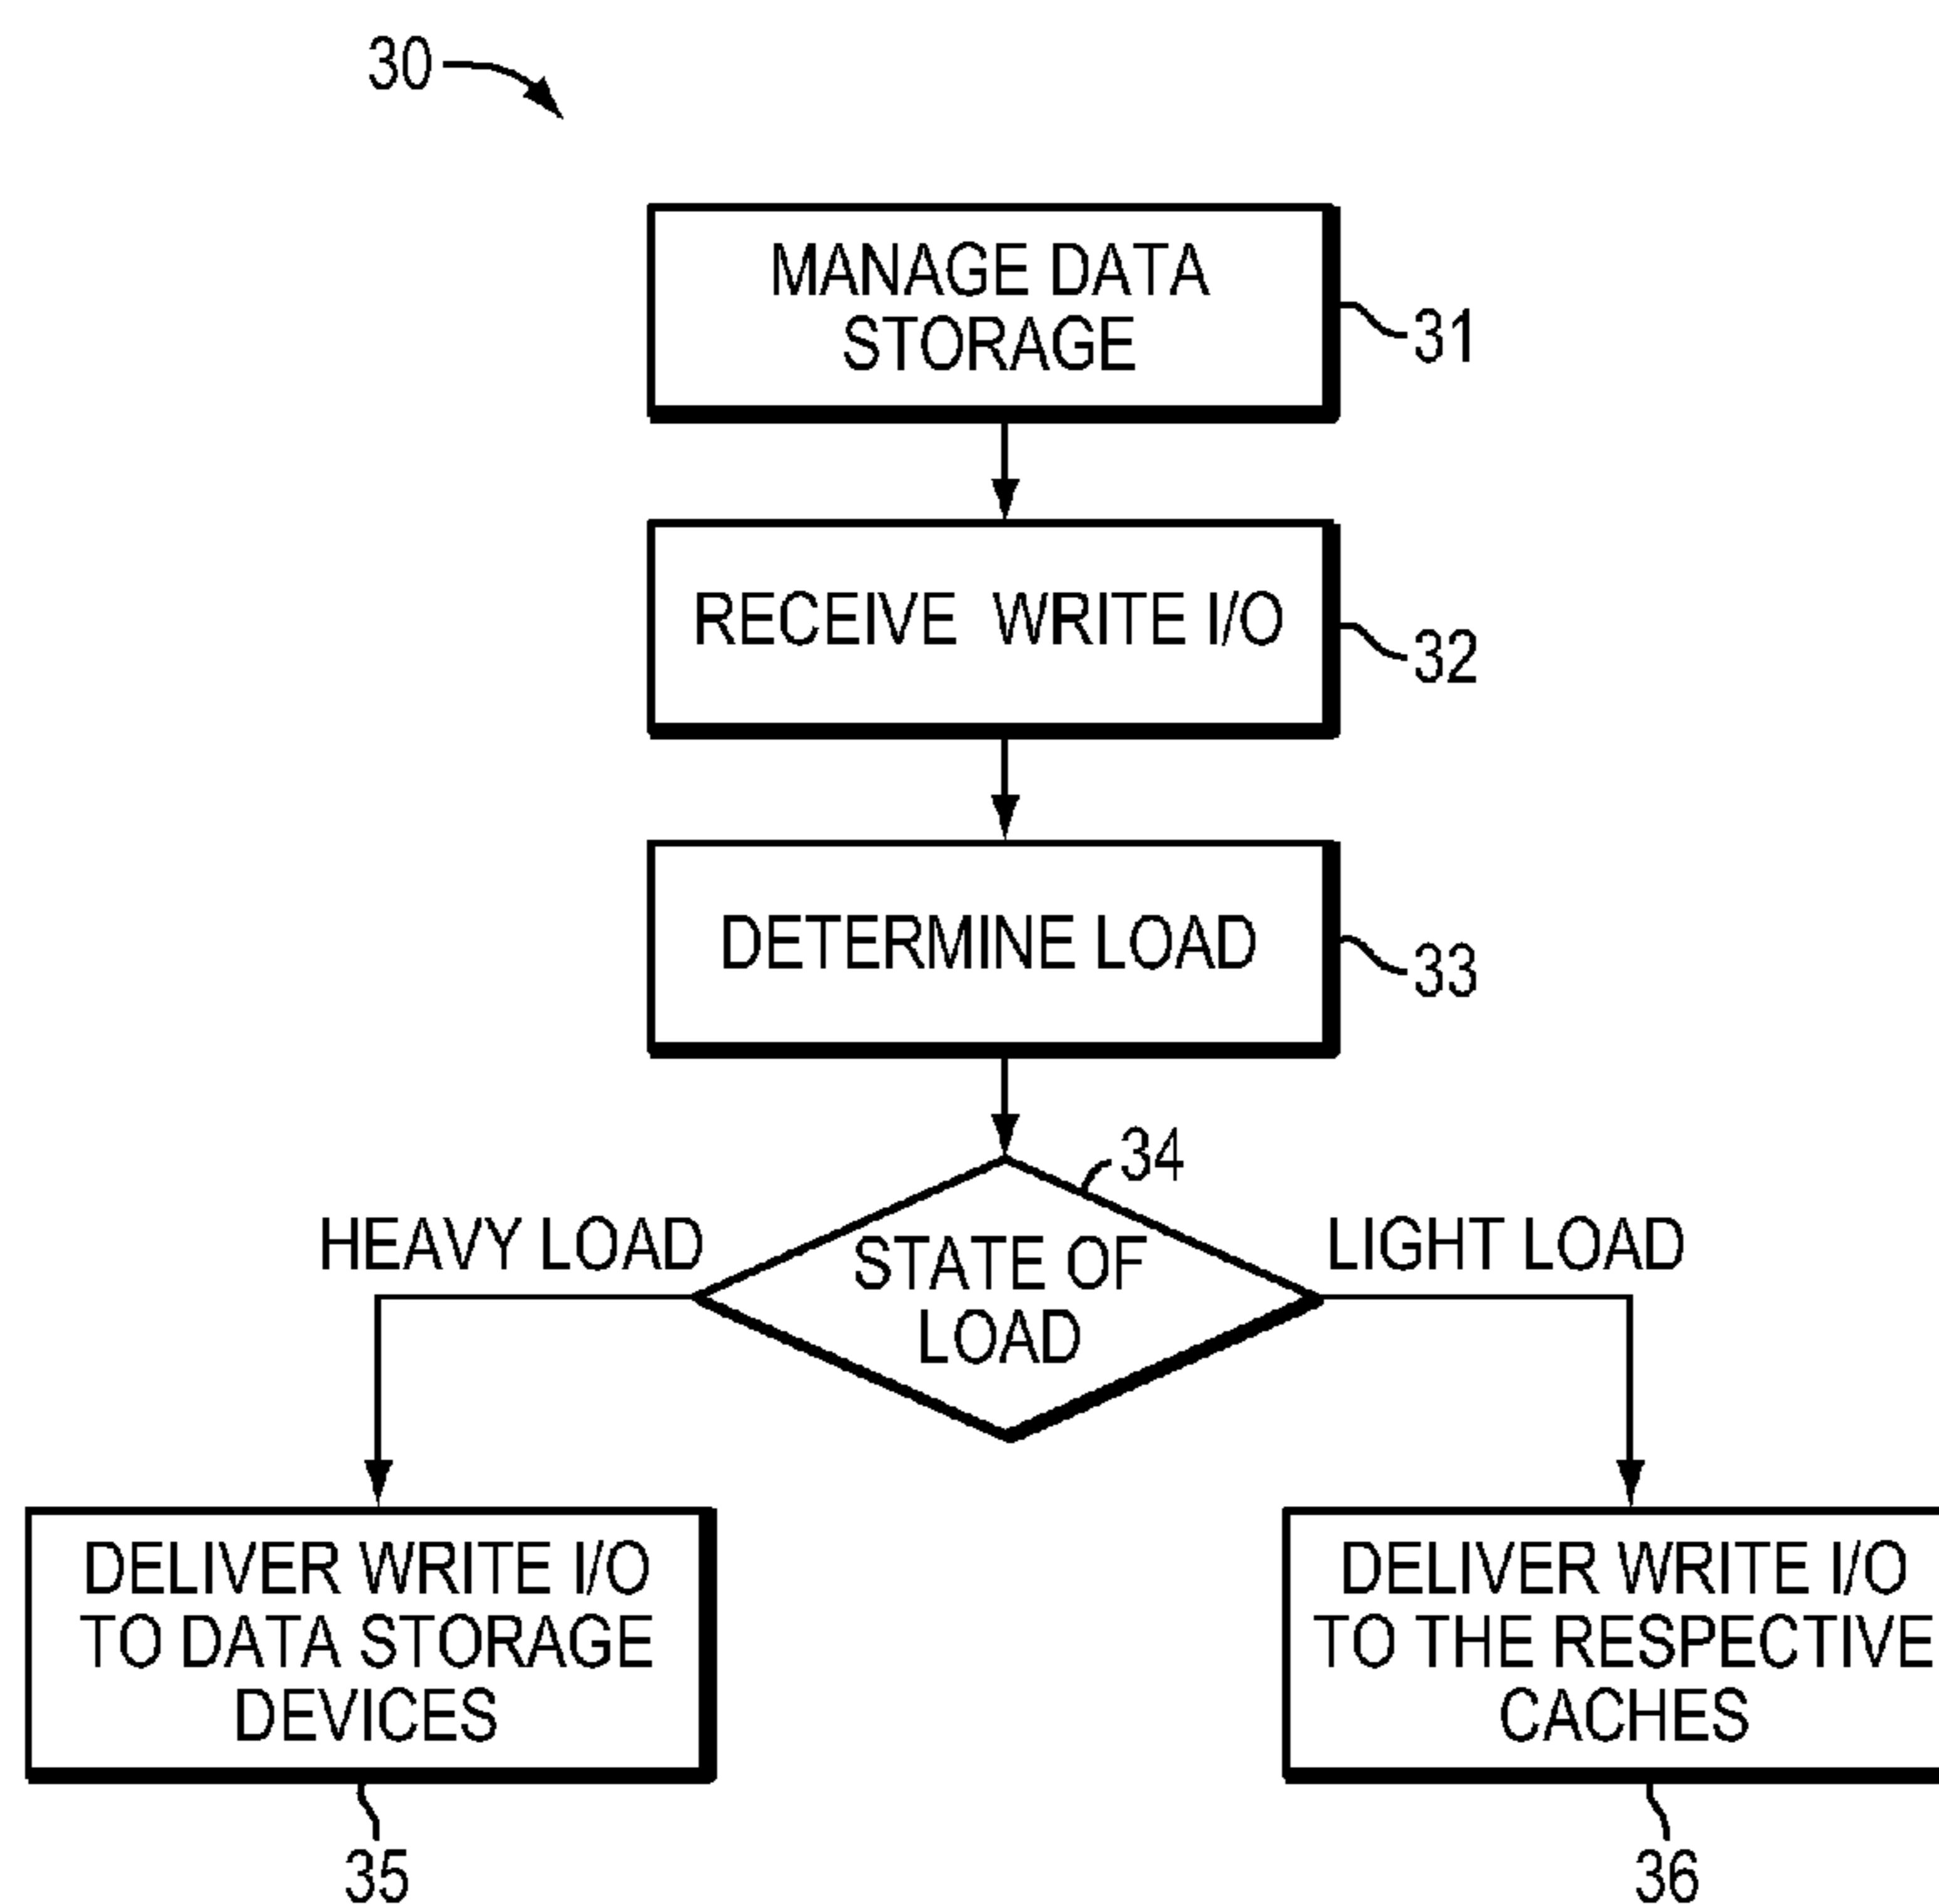 30
MANAGE DATA
STORAGE
31
RECEIVE WRITE I/O
32
DETERMINE LOAD
33
34
HEAVY LOAD
STATE OF
LOAD
LIGHT LOAD
DELIVER WRITE I/O
TO DATA STORAGE
DEVICES
35
DELIVER WRITE I/O
TO THE RESPECTIVE
CACHES
36